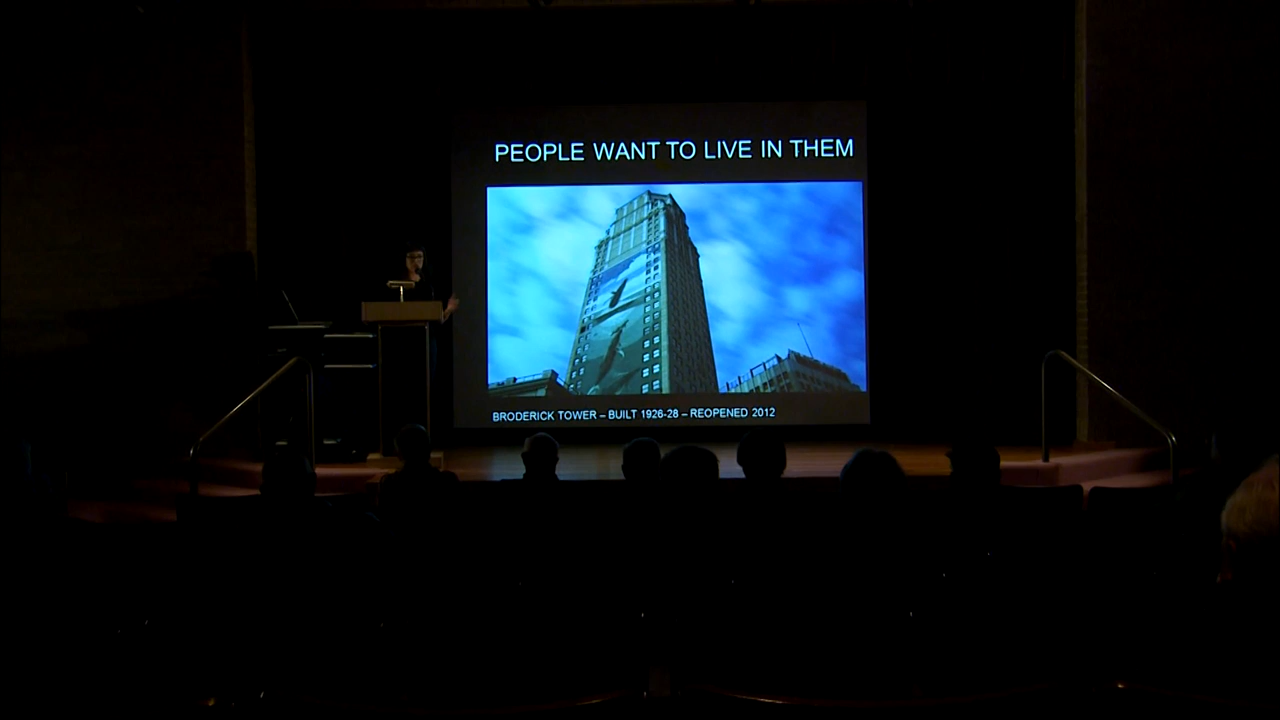 PEOPLE WANT TO LIVE IN THEM
BRODERICK TOWER – BUILT 1926-28 – REOPENED 2012